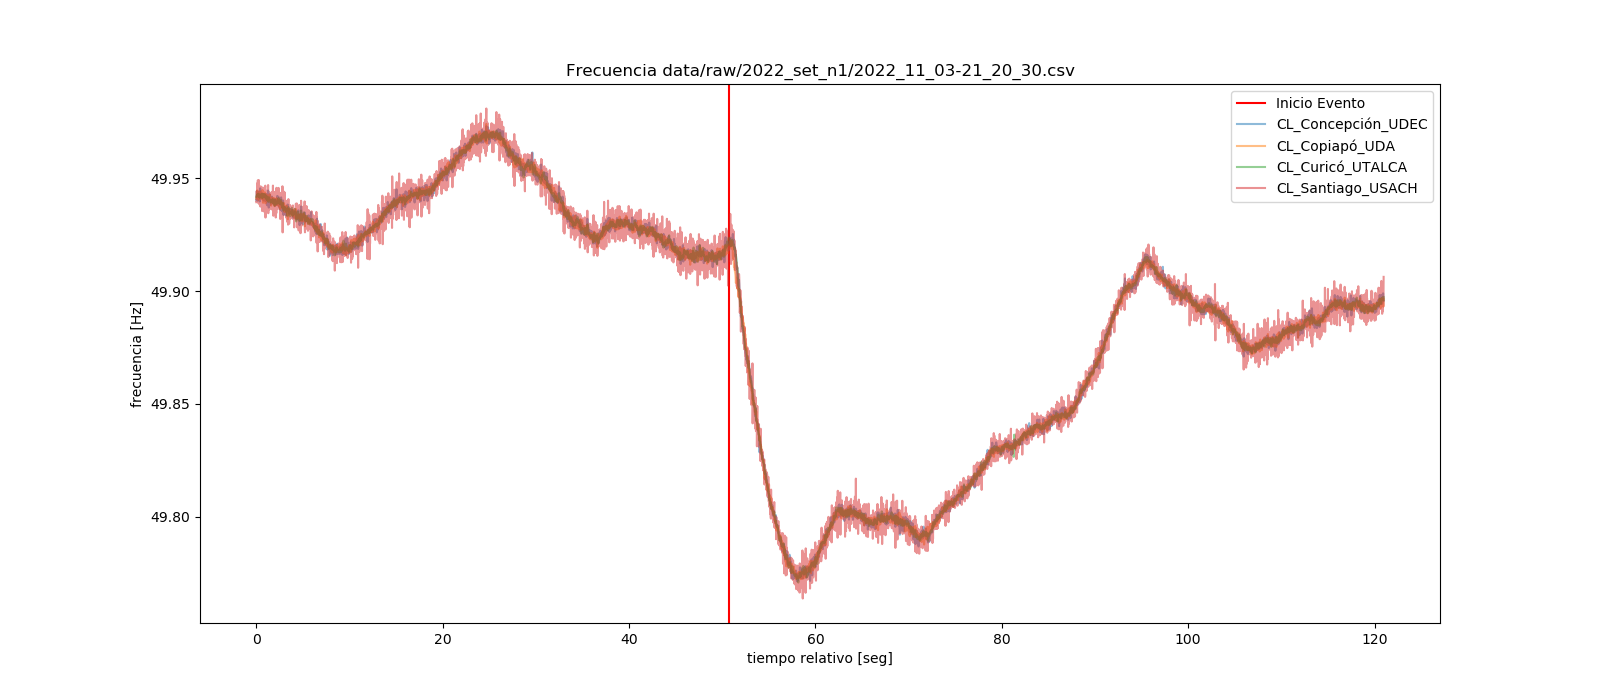 Frecuencia data/raw/2022_set_n1/2022_11_03-21_20_30.csv
Inicio Evento
CL_Concepción_UDEC
CL_Copiapó_UDA
CL_Curicó_UTALCA
CL_Santiago_USACH
frecuencia [Hz]
49.95
49.90
49.85
49.80
0 20 40 60 80 100 120
tiempo relativo [seg]